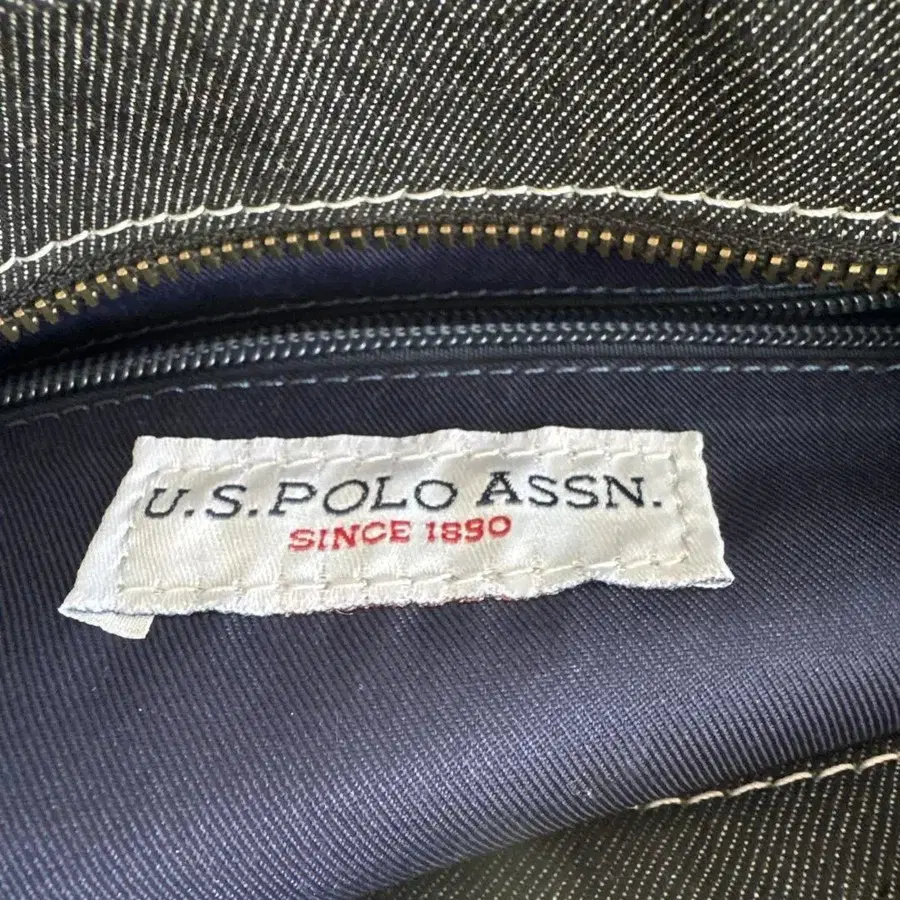 U.S. POLO ASSN.
SINCE 1890